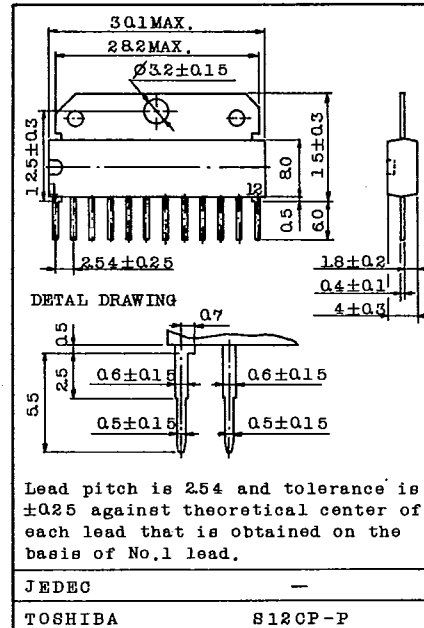 30.1MAX.
28.2MAX.
Ø3.2±0.15
12.5±0.3
12
8.0
0.5
15±0.3
6.0
2.54±0.25
1.8±0.2
0.4±0.1
4±0.3
DETAL DRAWING
0.7
0.5
2.5
5.5
0.6±0.15
0.6±0.15
0.5±0.15
0.5±0.15
Lead pitch is 2.54 and tolerance is
±0.25 against theoretical center of
each lead that is obtained on the
basis of No.1 lead.
JEDEC —
TOSHIBA S12CP-P